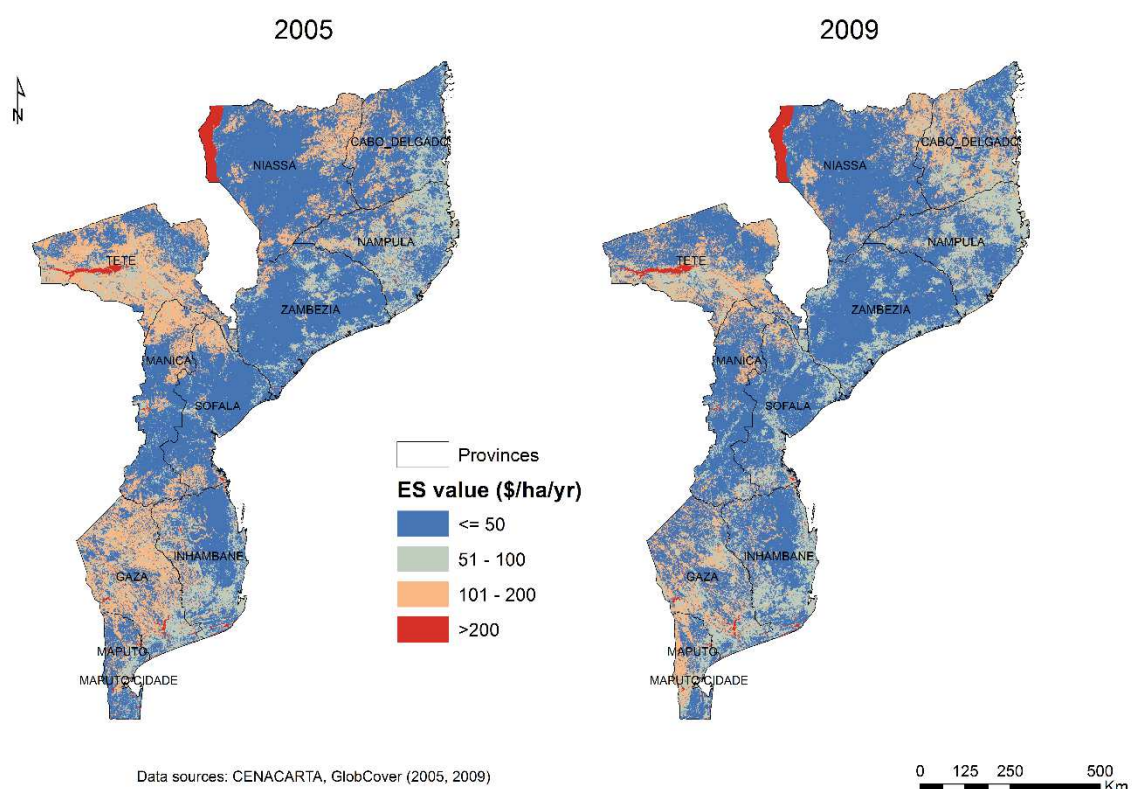 2005
2009
N
NIASSA
CABO_DELGADO
NAMPULA
TETE
ZAMBEZIA
MANICA
SOFALA
INHAMBANE
GAZA
MAPUTO
MAPUTO CIDADE
NIASSA
CABO_DELGADO
NAMPULA
TETE
ZAMBEZIA
MANICA
SOFALA
INHAMBANE
GAZA
MAPUTO
MAPUTO CIDADE
Provinces
ES value ($/ha/yr)
<= 50
51 - 100
101 - 200
>200
Data sources: CENACARTA, GlobCover (2005, 2009)
0 125 250 500
Km